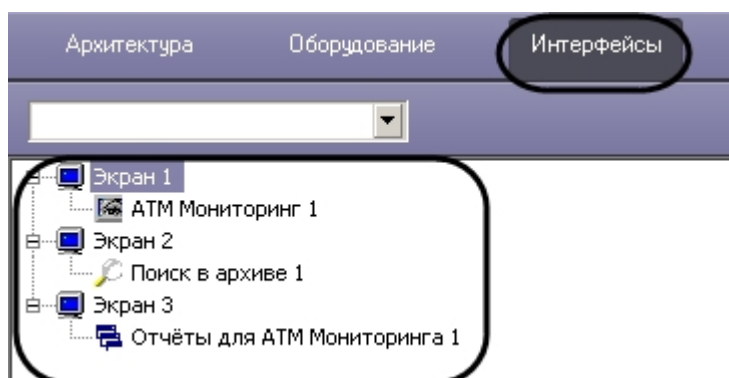 Архитектура Оборудование Интерфейсы
Экран 1
АТМ Мониторинг 1
Экран 2
Поиск в архиве 1
Экран 3
Отчёты для АТМ Мониторинга 1